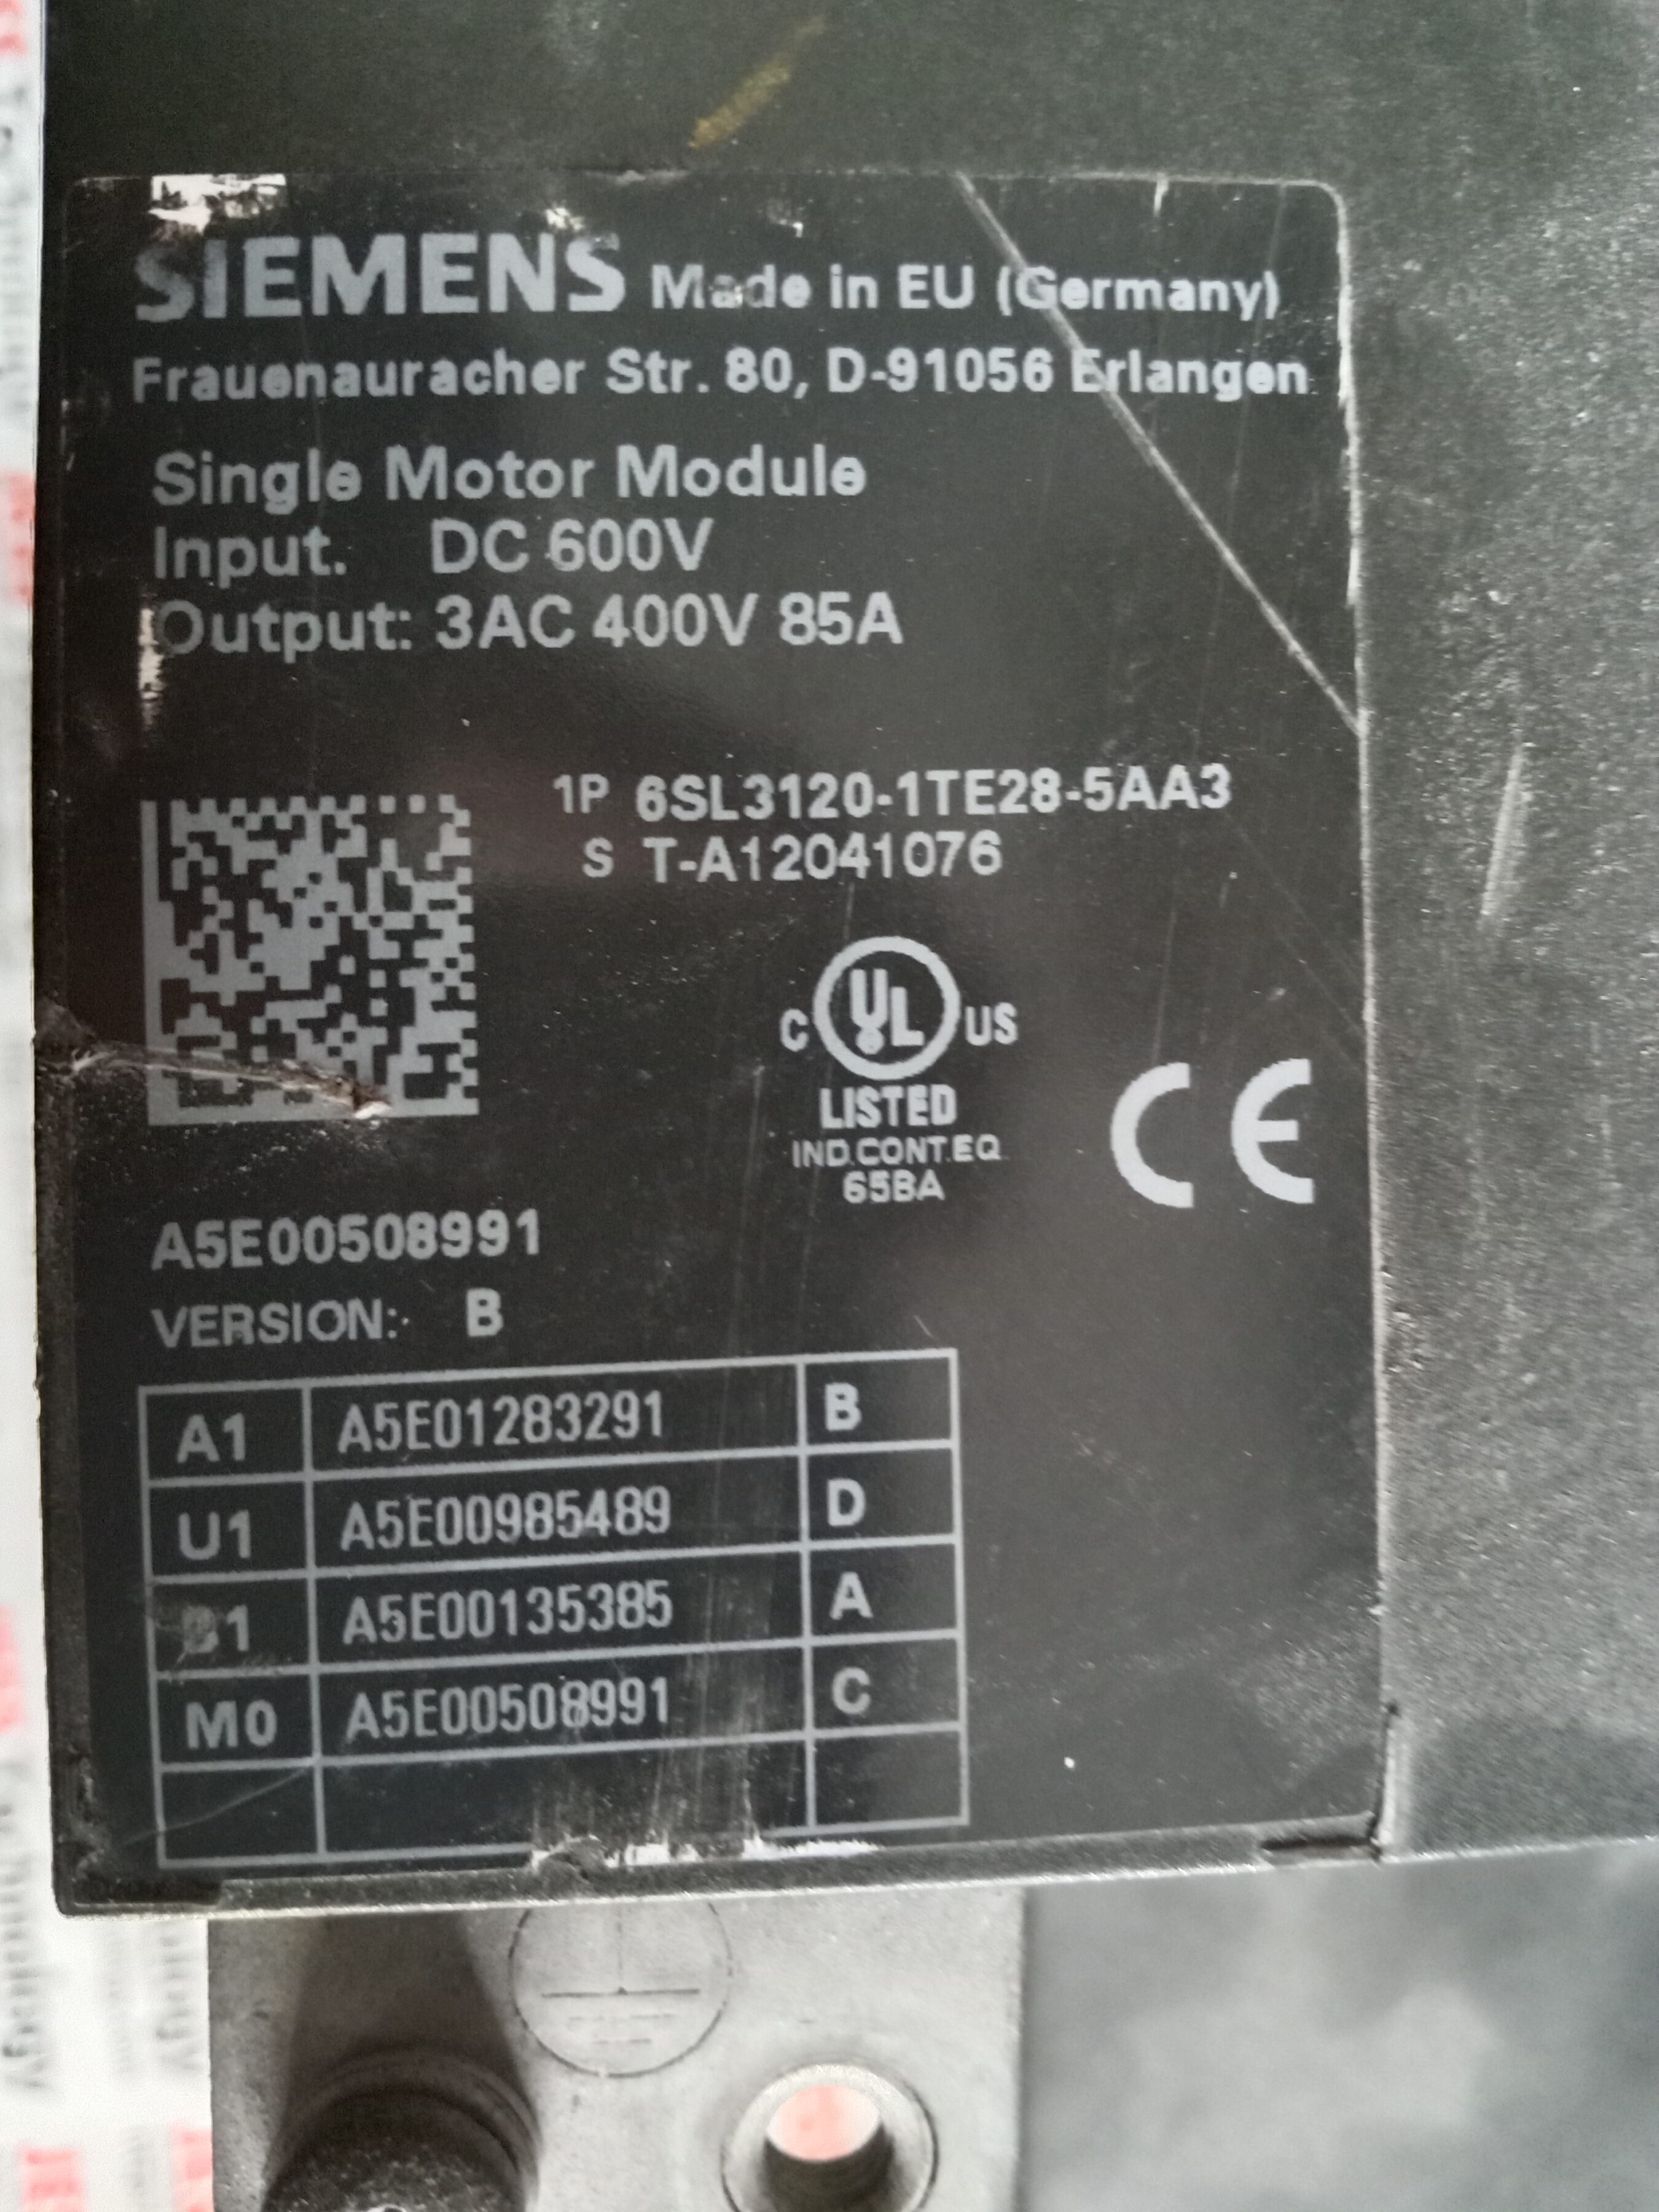 SIEMENS Made in EU (Germany)
Frauenauracher Str. 80, D-91056 Erlangen
Single Motor Module
Input. DC 600V
Output: 3AC 400V 85A
1P 6SL3120-1TE28-5AA3
S T-A12041076
C UL US
LISTED
IND.CONT.EQ
65BA
CE
A5E00508991
VERSION: B
A1 A5E01283291 B
U1 A5E00985489 D
B1 A5E00135385 A
M0 A5E00508991 C